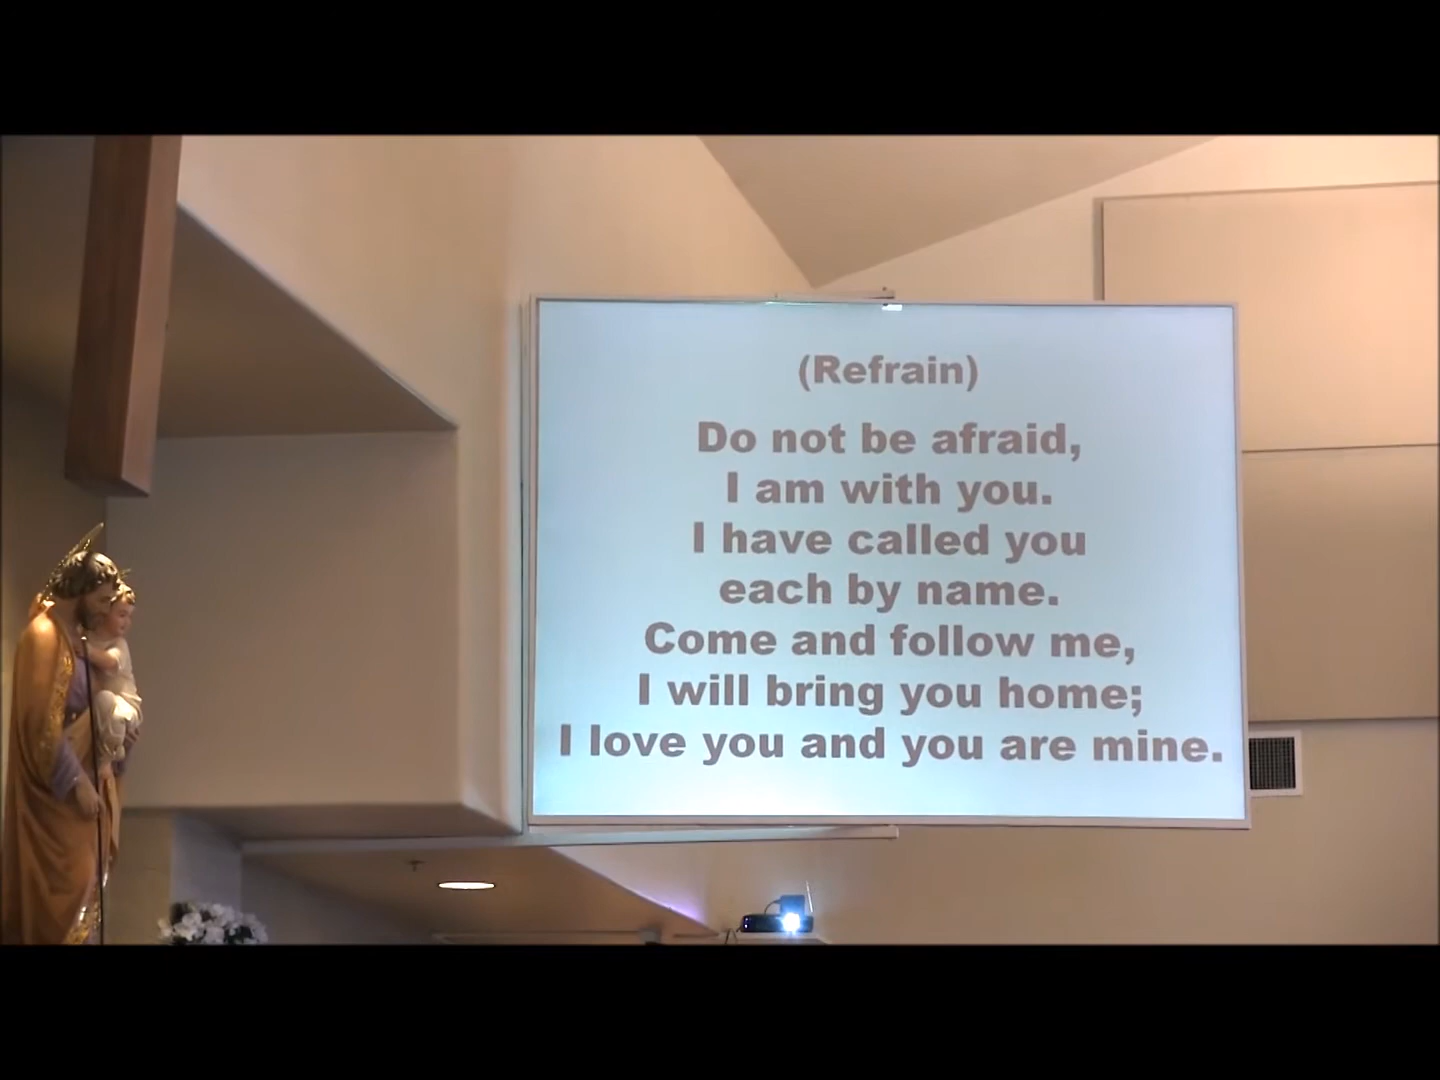 (Refrain)
Do not be afraid,
I am with you.
I have called you
each by name.
Come and follow me,
I will bring you home;
I love you and you are mine.